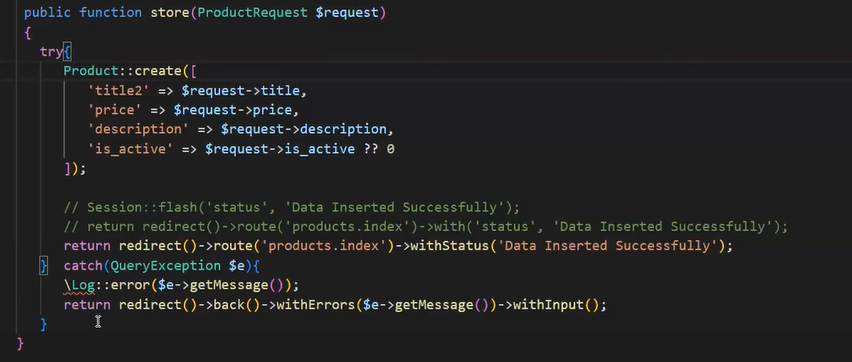 public function store(ProductRequest $request)
{
try{
Product::create([
'title2' => $request->title,
'price' => $request->price,
'description' => $request->description,
'is_active' => $request->is_active ?? 0
]);
// Session::flash('status', 'Data Inserted Successfully');
// return redirect()->route('products.index')->with('status', 'Data Inserted Successfully');
return redirect()->route('products.index')->withStatus('Data Inserted Successfully');
} catch(QueryException $e){
\Log::error($e->getMessage());
return redirect()->back()->withErrors($e->getMessage())->withInput();
}
}